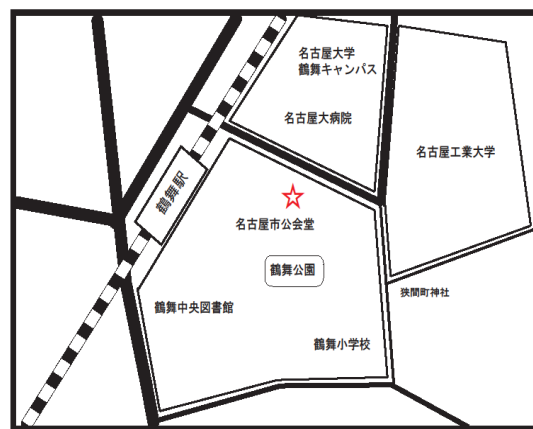 名古屋大学
鶴舞キャンパス
名古屋大病院
名古屋工業大学
鶴舞駅
名古屋市公会堂
鶴舞公園
狭間町神社
鶴舞中央図書館
鶴舞小学校